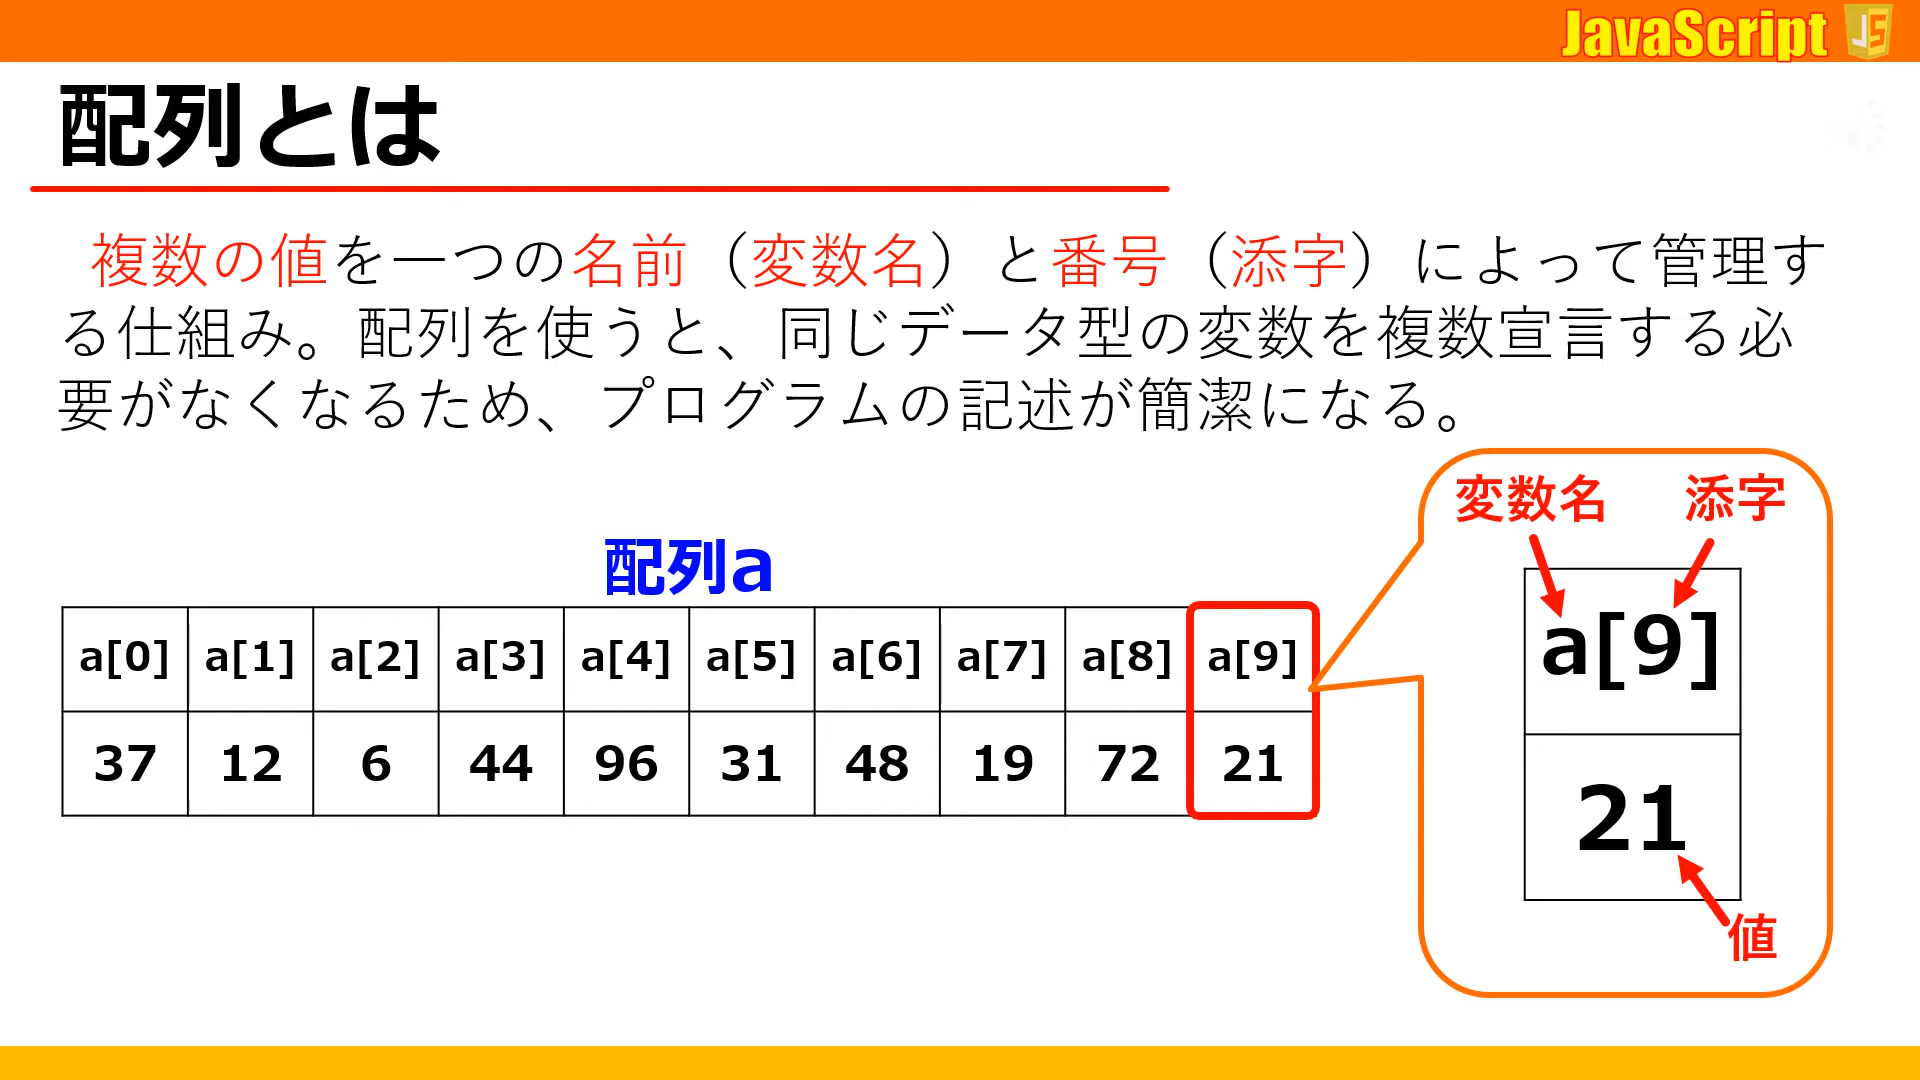 JavaScript
配列とは
複数の値を一つの名前（変数名）と番号（添字）によって管理す
る仕組み。配列を使うと、同じデータ型の変数を複数宣言する必
要がなくなるため、プログラムの記述が簡潔になる。
配列a
a[0] a[1] a[2] a[3] a[4] a[5] a[6] a[7] a[8] a[9]
37 12 6 44 96 31 48 19 72 21
変数名 添字
a[9]
21
値